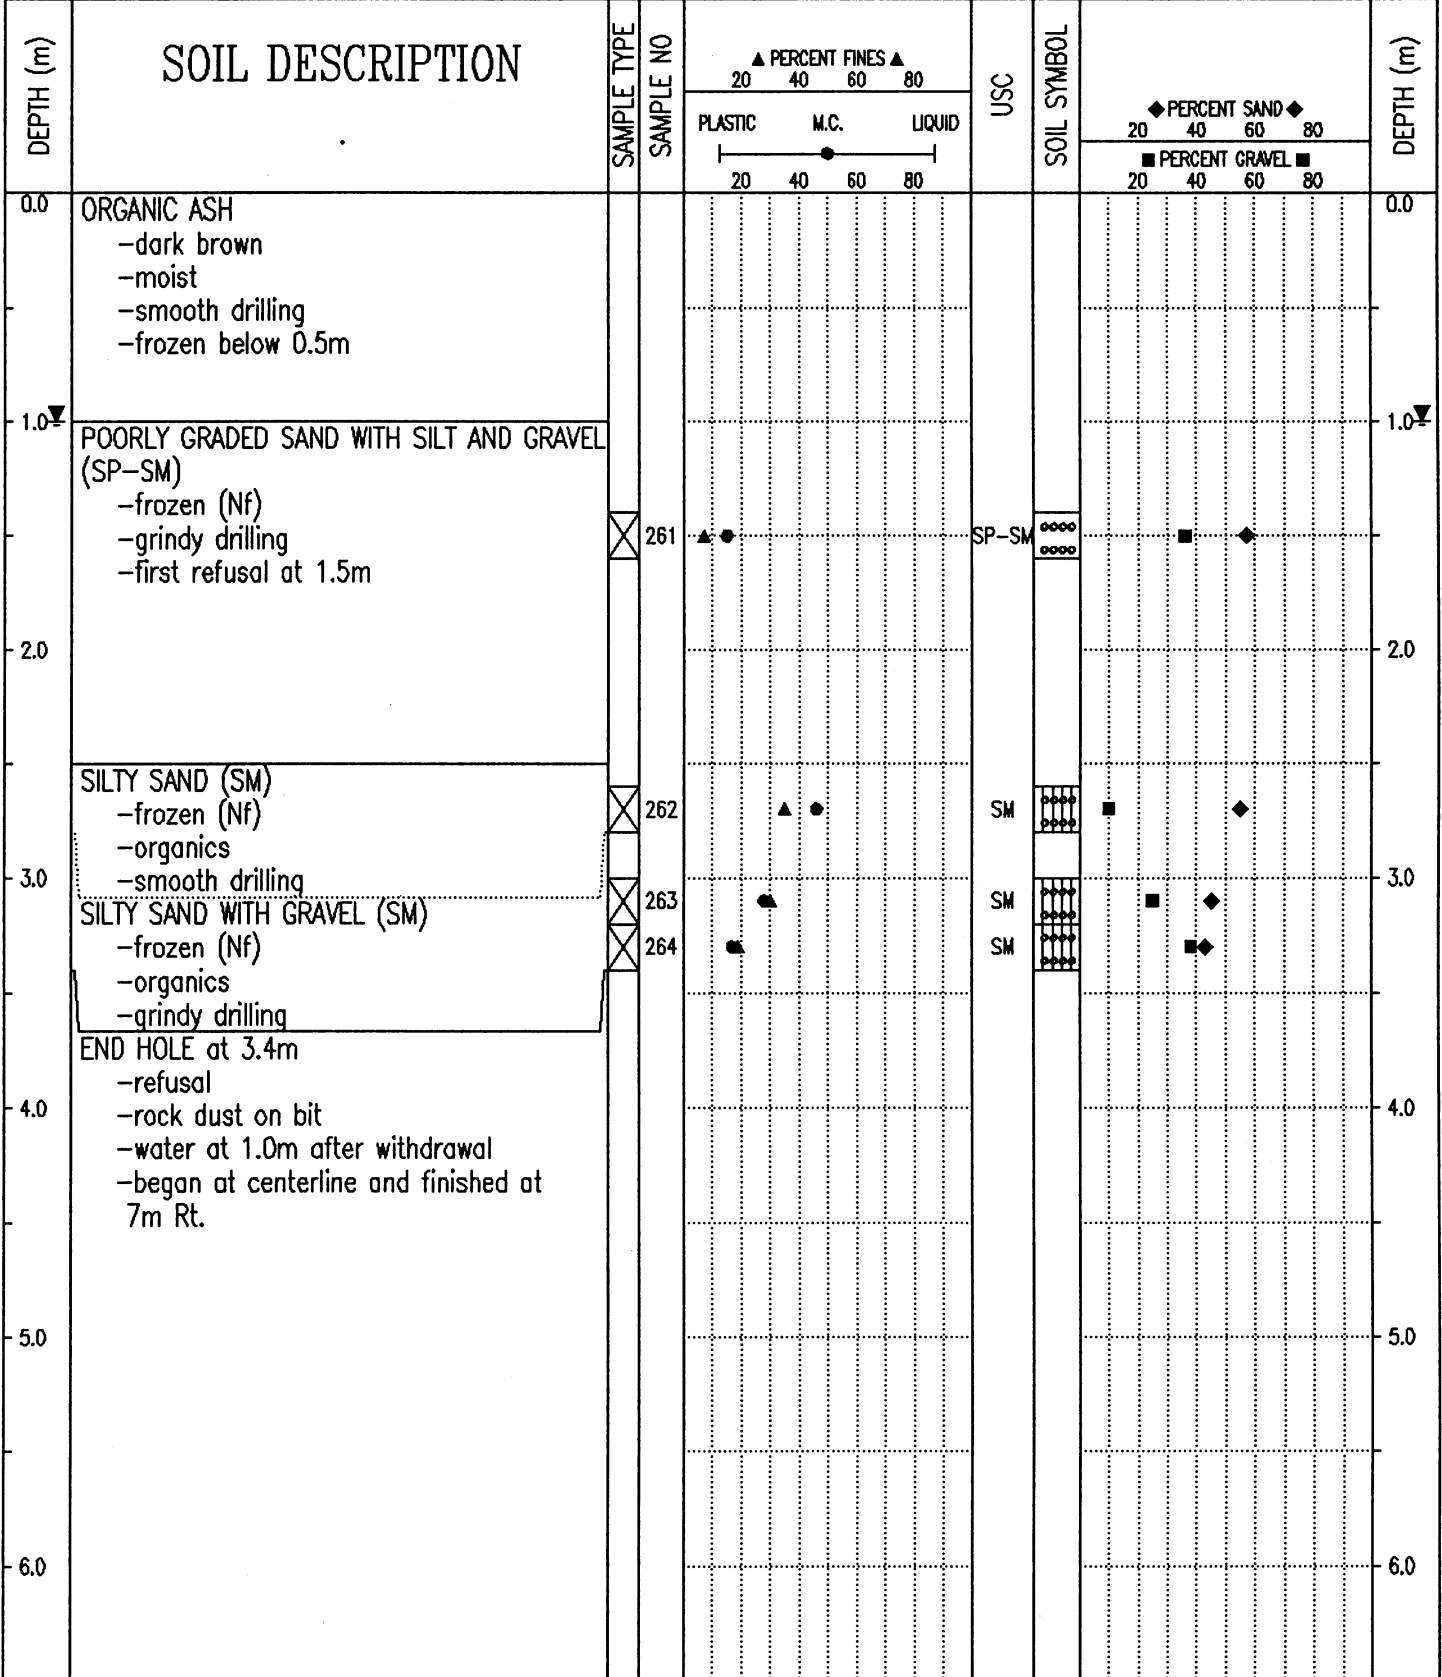 DEPTH (m)
SOIL DESCRIPTION
SAMPLE TYPE
SAMPLE NO
▲ PERCENT FINES ▲
20 40 60 80
PLASTIC M.C. LIQUID
20 40 60 80
USC
SOIL SYMBOL
◆ PERCENT SAND ◆
20 40 60 80
■ PERCENT GRAVEL ■
20 40 60 80
DEPTH (m)
0.0
ORGANIC ASH
-dark brown
-moist
-smooth drilling
-frozen below 0.5m
0.0
1.0
POORLY GRADED SAND WITH SILT AND GRAVEL
(SP-SM)
-frozen (Nf)
-grindy drilling
-first refusal at 1.5m
261
SP-SM
1.0
2.0
2.0
SILTY SAND (SM)
-frozen (Nf)
-organics
-smooth drilling
262
SM
3.0
3.0
SILTY SAND WITH GRAVEL (SM)
-frozen (Nf)
-organics
-grindy drilling
263
SM
264
SM
END HOLE at 3.4m
-refusal
-rock dust on bit
-water at 1.0m after withdrawal
-began at centerline and finished at
7m Rt.
4.0
4.0
5.0
5.0
6.0
6.0